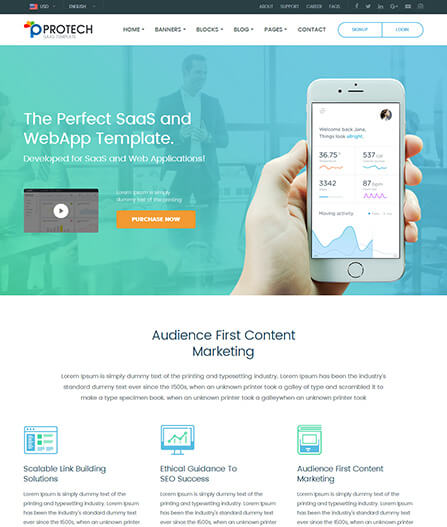 USD
ENGLISH
ABOUT
SUPPORT
CAREER
FAQS
PROTECH
SAAS TEMPLATE
HOME
BANNERS
BLOCKS
BLOG
PAGES
CONTACT
SIGNUP
LOGIN
The Perfect SaaS and
WebApp Template.
Developed for SaaS and Web Applications!
Lorem Ipsum is simply
dummy text of the printing
PURCHASE NOW
Welcome back Jane,
Things look allright.
36.75
537
3342
87 bpm
Moving activity
Audience First Content
Marketing
Lorem Ipsum is simply dummy text of the printing and typesetting industry. Lorem Ipsum has been the industry's
standard dummy text ever since the 1500s, when an unknown printer took a galley of type and scrambled it to
make a type specimen book. when an unknown printer took a galleywhen an unknown printer took
Scalable Link Building
Solutions
Lorem Ipsum is simply dummy text of the
printing and typesetting industry. Lorem Ipsum
has been the industry's standard dummy text
ever since the 1500s, when an unknown printer
Ethical Guidance To
SEO Success
Lorem Ipsum is simply dummy text of the
printing and typesetting industry. Lorem Ipsum
has been the industry's standard dummy text
ever since the 1500s, when an unknown printer
Audience First Content
Marketing
Lorem Ipsum is simply dummy text of the
printing and typesetting industry. Lorem Ipsum
has been the industry's standard dummy text
ever since the 1500s, when an unknown printer